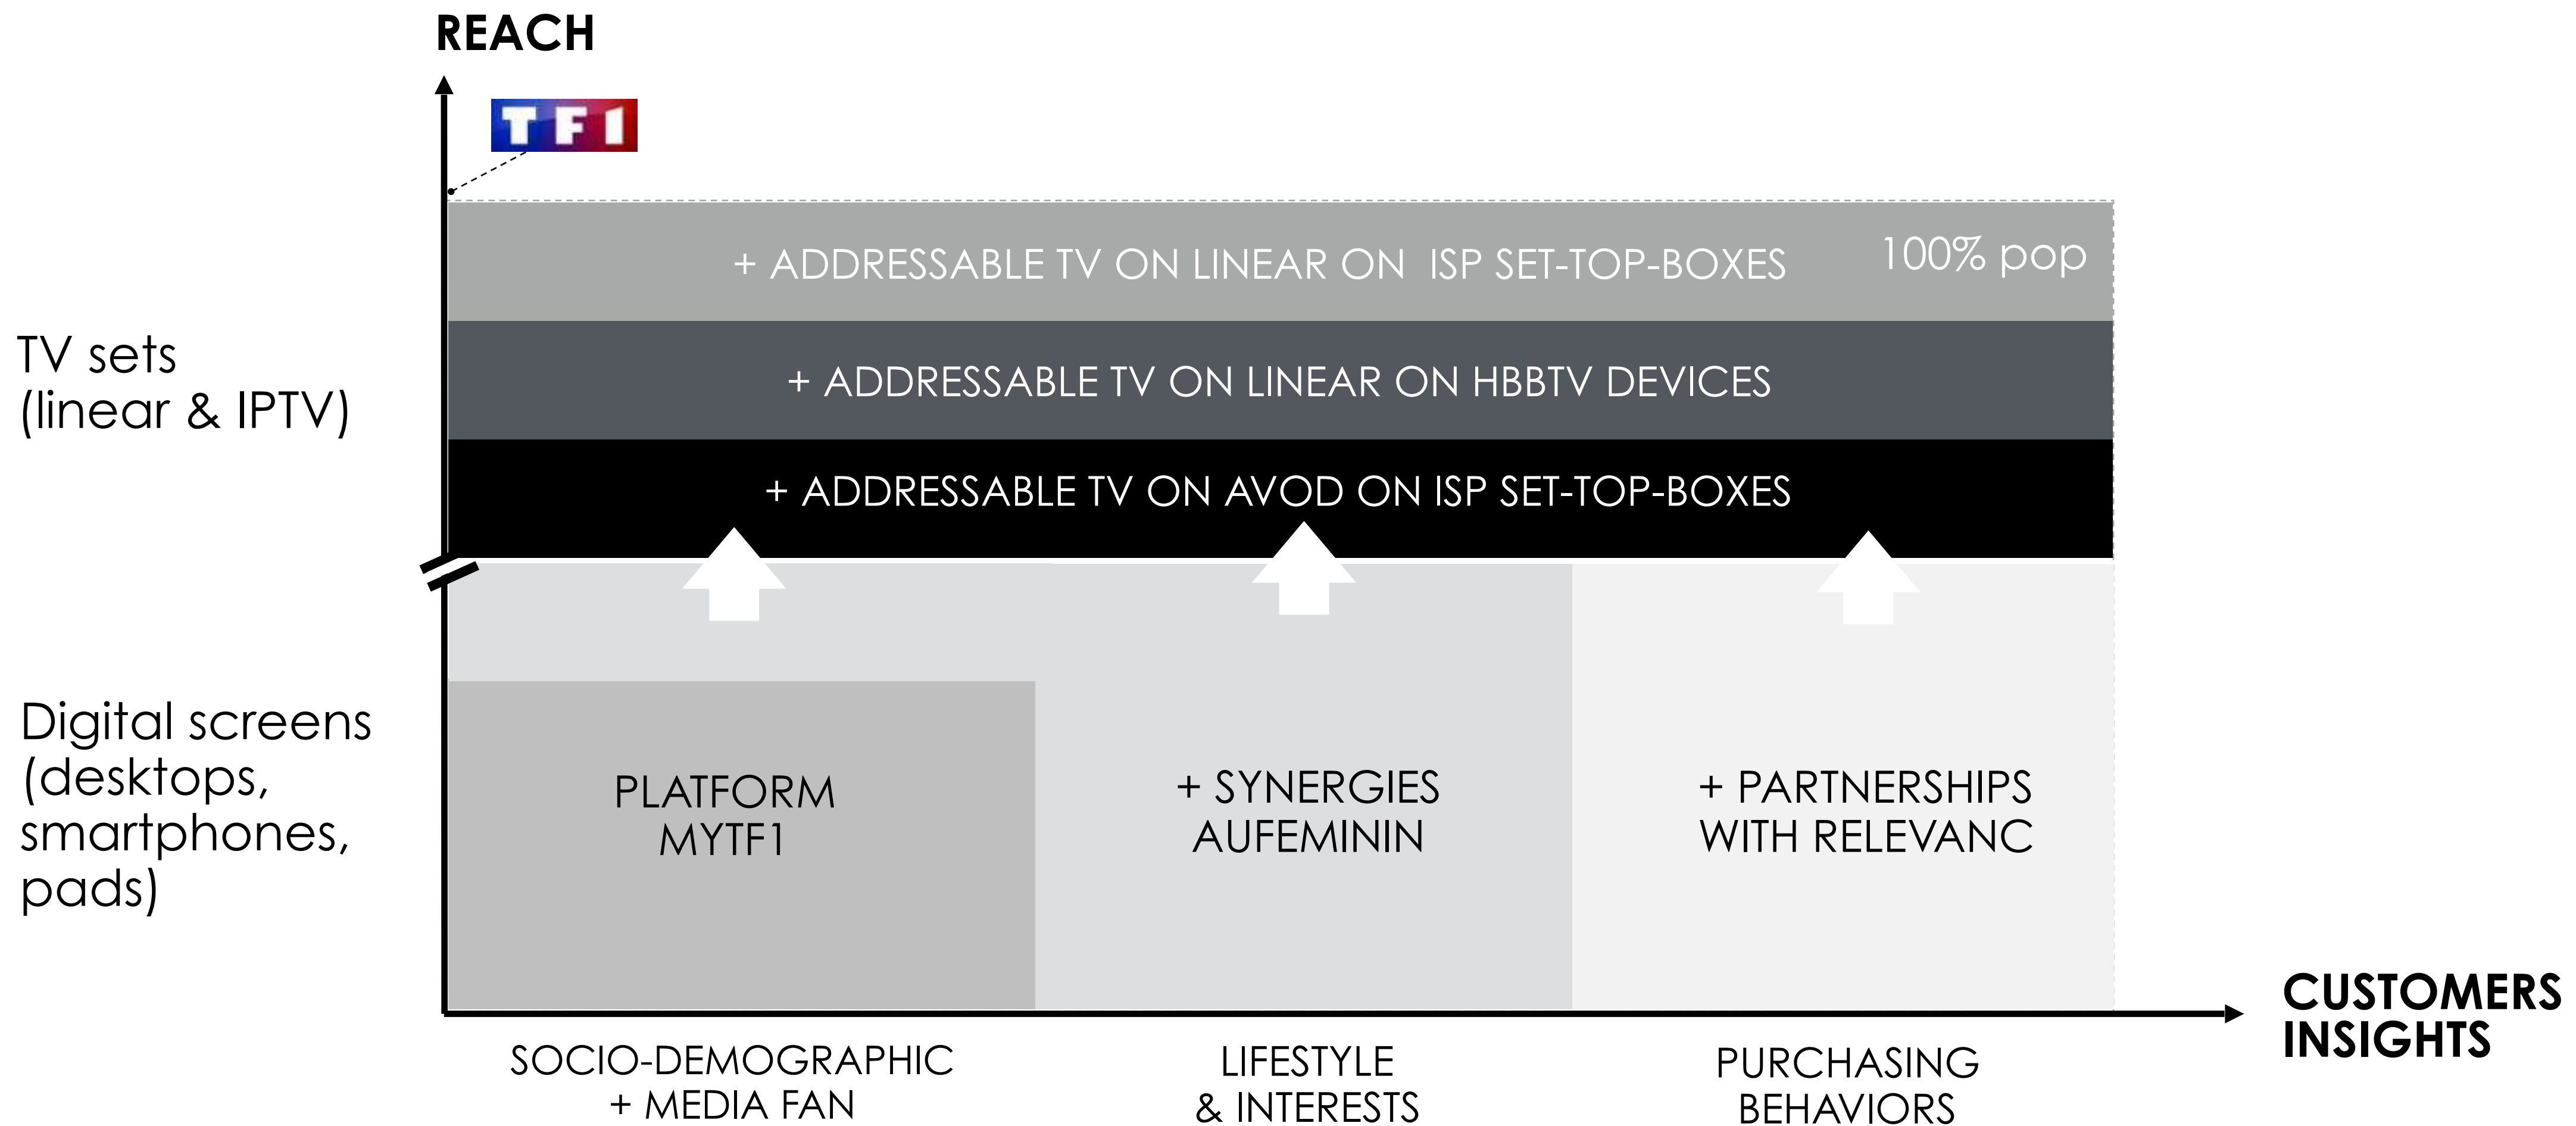 REACH
TF1
+ ADDRESSABLE TV ON LINEAR ON ISP SET-TOP-BOXES
100% pop
TV sets
(linear & IPTV)
+ ADDRESSABLE TV ON LINEAR ON HBBTV DEVICES
+ ADDRESSABLE TV ON AVOD ON ISP SET-TOP-BOXES
Digital screens
(desktops,
smartphones,
pads)
PLATFORM
MYTF1
+ SYNERGIES
AUFEMININ
+ PARTNERSHIPS
WITH RELEVANC
CUSTOMERS
INSIGHTS
SOCIO-DEMOGRAPHIC
+ MEDIA FAN
LIFESTYLE
& INTERESTS
PURCHASING
BEHAVIORS